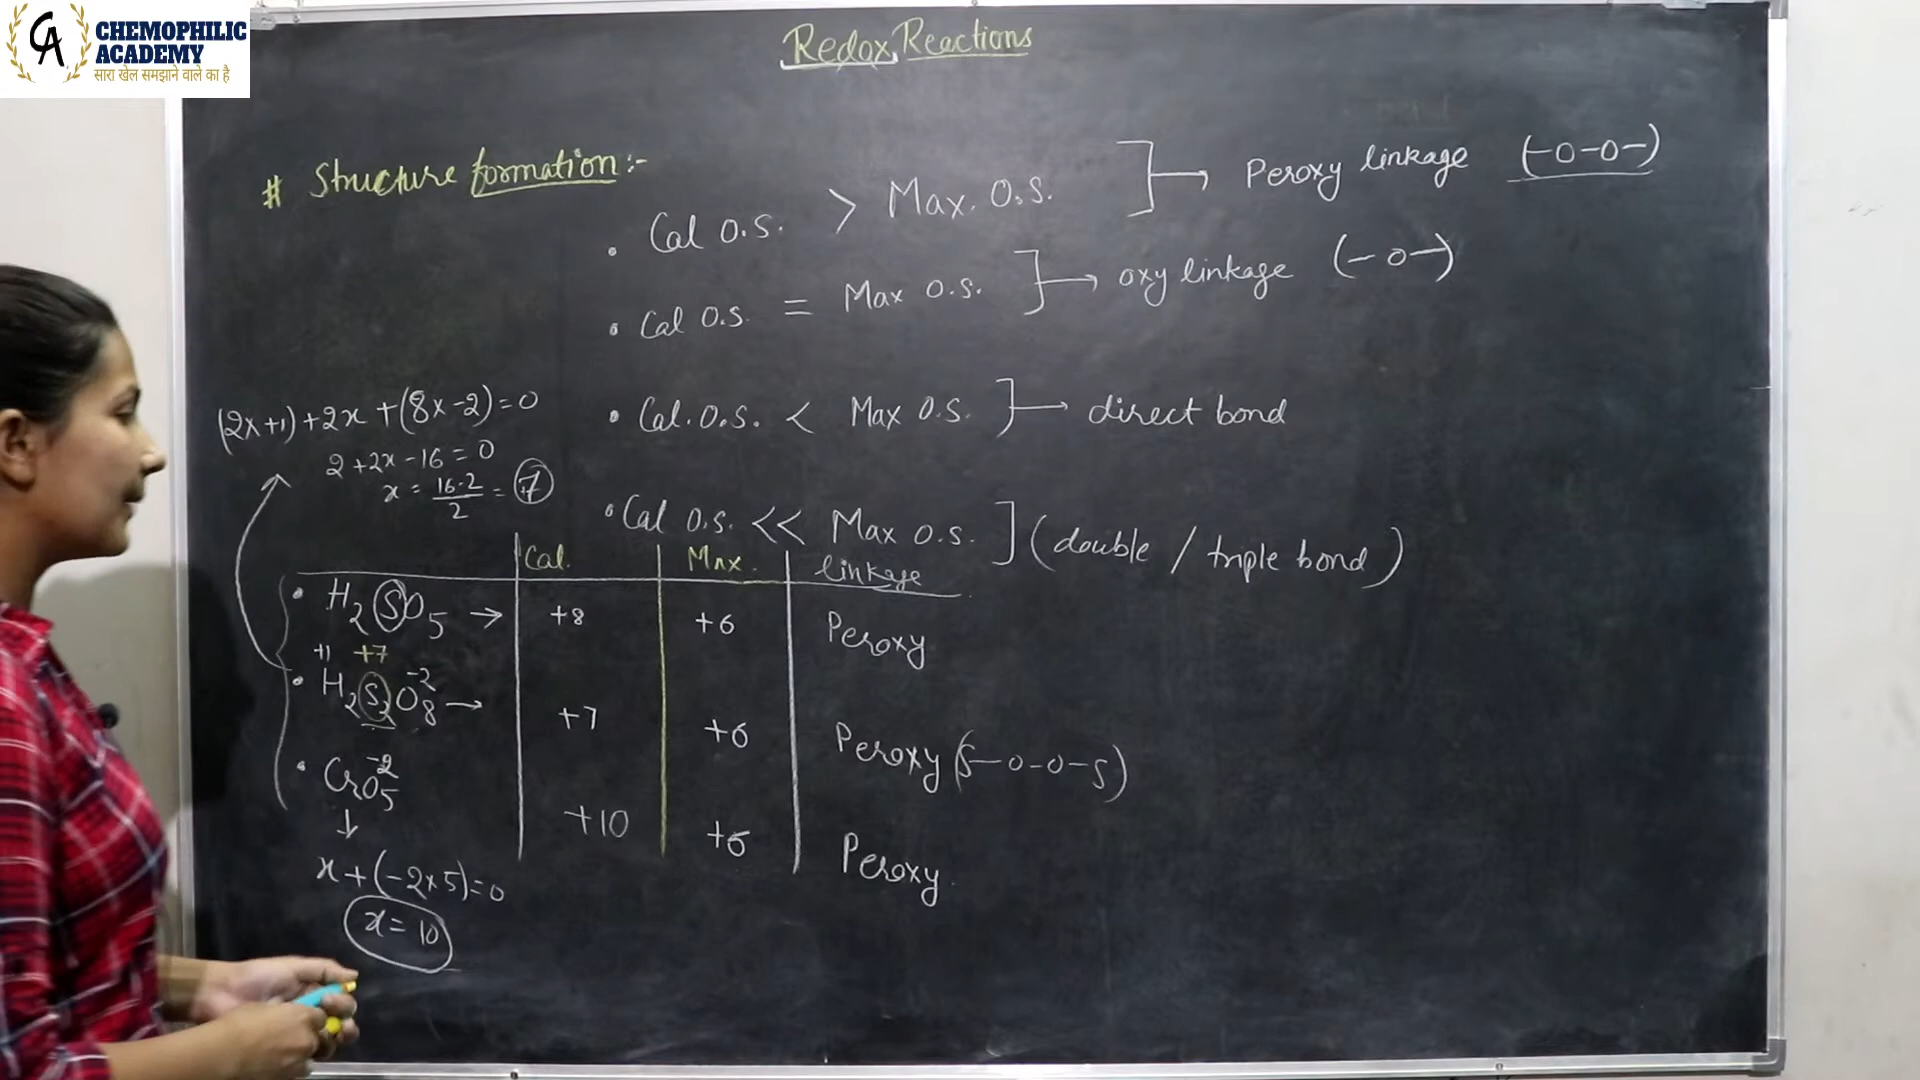 CHEMOPHILIC
ACADEMY
सारा खेल समझाने वाले का है
CA
Redox Reactions
# Structure formation :-
• Cal O.S. > Max. O.S. ] → Peroxy linkage (-O-O-)
• Cal O.S. = Max O.S. ] → oxy linkage (-O-)
• Cal. O.S. < Max O.S. ] → direct bond
• Cal O.S. << Max O.S. ] (double / triple bond)
(2x+1)+2x+(8x-2)=0
2+2x-16=0
x = 16-2/2 = +7
Cal. Max. linkage
• H2SO5 → +8 +6 Peroxy
+1 +7 -2
• H2S2O8 → +7 +6 Peroxy (S-O-O-S)
• CrO5 -2 +10 +6 Peroxy.
↓
x+(-2x5)=0
x=10